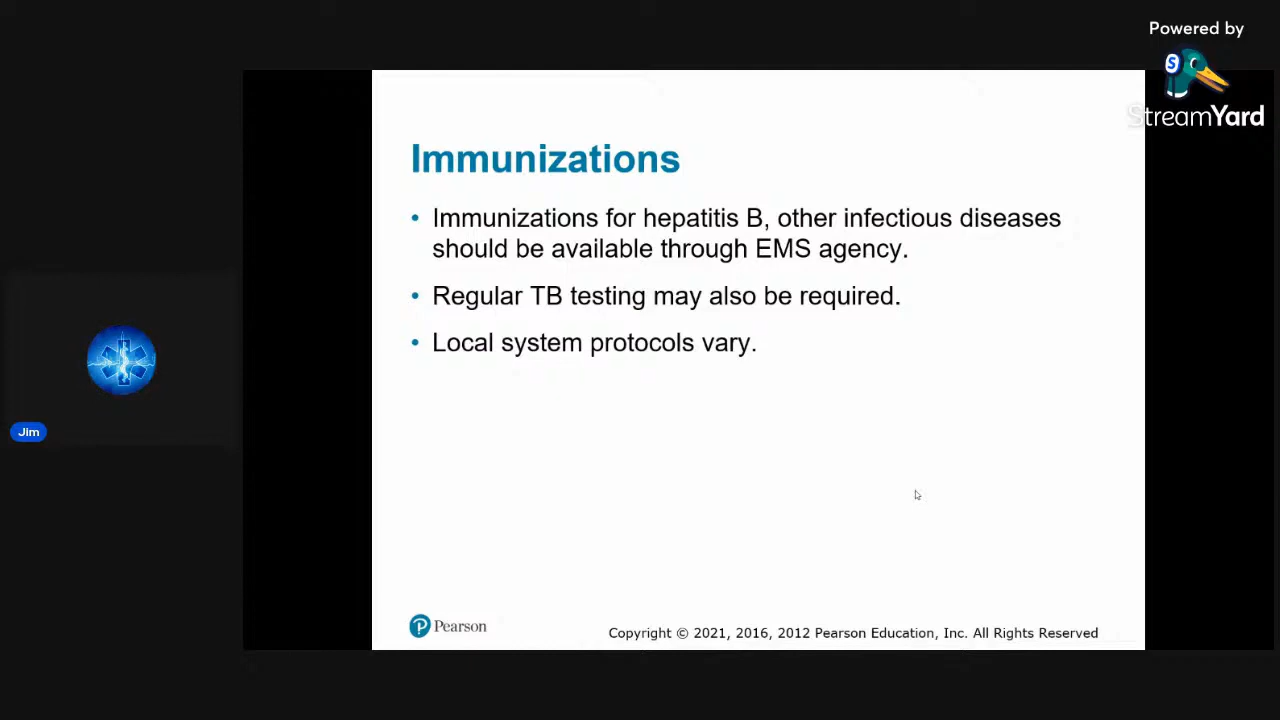 Powered by
StreamYard
Immunizations
• Immunizations for hepatitis B, other infectious diseases
should be available through EMS agency.
• Regular TB testing may also be required.
• Local system protocols vary.
Jim
Pearson
Copyright © 2021, 2016, 2012 Pearson Education, Inc. All Rights Reserved